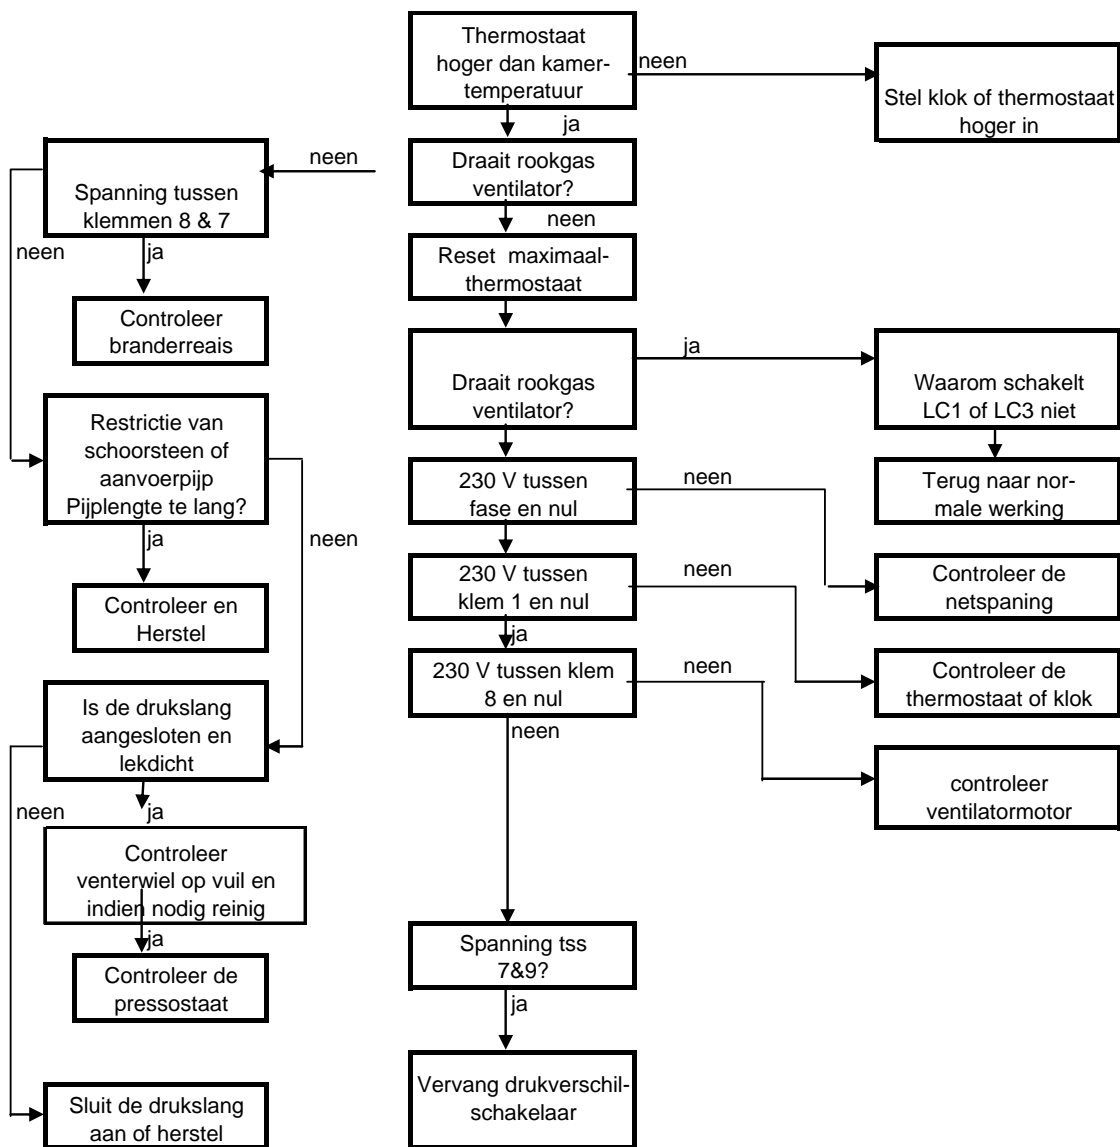 Thermostaat
hoger dan kamer-
temperatuur
neen
Stel klok of thermostaat
hoger in
ja
neen
Draait rookgas
ventilator?
Spanning tussen
klemmen 8 & 7
neen
neen
ja
Reset maximaal-
thermostaat
Controleer
branderreais
Draait rookgas
ventilator?
ja
Waarom schakelt
LC1 of LC3 niet
Restrictie van
schoorsteen of
aanvoerpijp
Pijplengte te lang?
230 V tussen
fase en nul
neen
Terug naar nor-
male werking
ja
neen
230 V tussen
klem 1 en nul
neen
Controleer de
netspaning
Controleer en
Herstel
ja
230 V tussen klem
8 en nul
neen
Controleer de
thermostaat of klok
Is de drukslang
aangesloten en
lekdicht
neen
controleer
ventilatormotor
neen
ja
Controleer
venterwiel op vuil en
indien nodig reinig
ja
Spanning tss
7&9?
Controleer de
pressostaat
ja
Vervang drukverschil-
schakelaar
Sluit de drukslang
aan of herstel